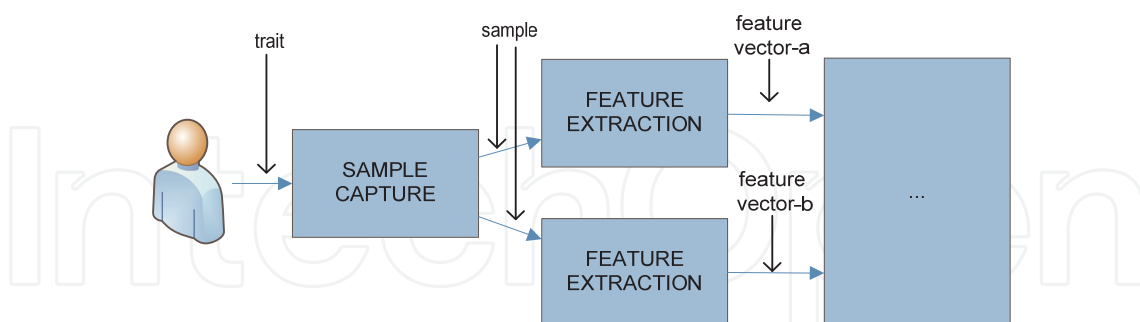 trait
sample
feature
vector-a
SAMPLE
CAPTURE
FEATURE
EXTRACTION
feature
vector-b
FEATURE
EXTRACTION
...
IntechOpen